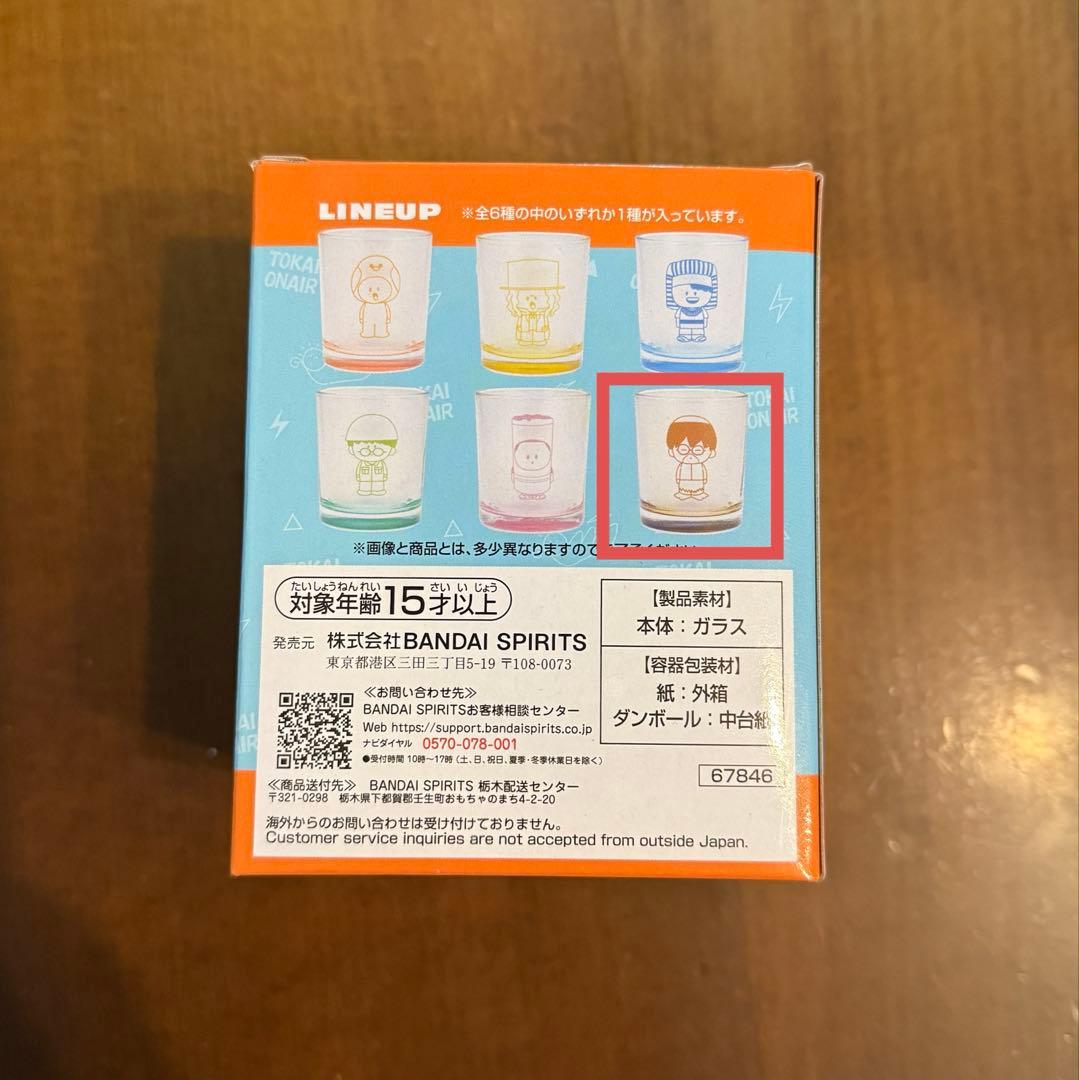 LINEUP ※全6種の中のいずれか1種が入っています。
TOKAI
ONAIR
TOKAI
ONAIR
※画像と商品とは、多少異なりますので
たいしょうねんれい さい いじょう
対象年齢15才以上
発売元 株式会社BANDAI SPIRITS
東京都港区三田三丁目5-19 〒108-0073
≪お問い合わせ先≫
BANDAI SPIRITSお客様相談センター
Web https://support.bandaispirits.co.jp
ナビダイヤル 0570-078-001
●受付時間 10時～17時(土、日、祝日、夏季・冬季休業日を除く)
【製品素材】
本体：ガラス
【容器包装材】
紙：外箱
ダンボール：中台紙
67846
≪商品送付先≫ BANDAI SPIRITS 栃木配送センター
〒321-0298 栃木県下都賀郡壬生町おもちゃのまち4-2-20
海外からのお問い合わせは受け付けておりません。
Customer service inquiries are not accepted from outside Japan.